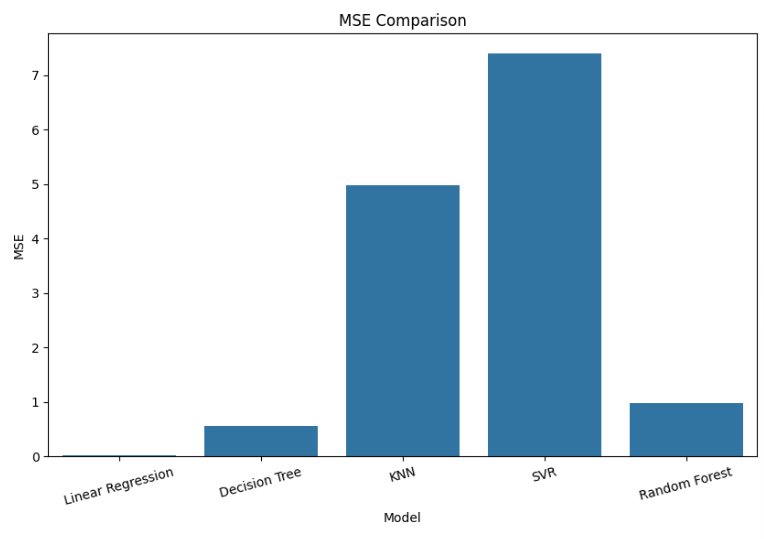 MSE Comparison
MSE
7
6
5
4
3
2
1
0
Linear Regression
Decision Tree
KNN
SVR
Random Forest
Model